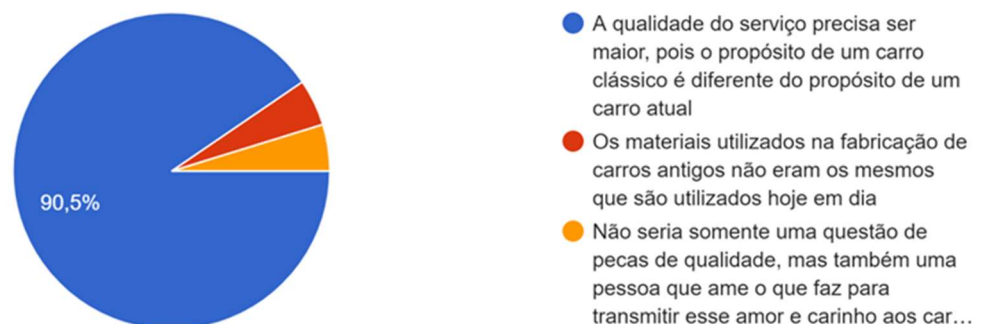 90,5%
A qualidade do serviço precisa ser
maior, pois o propósito de um carro
clássico é diferente do propósito de um
carro atual
Os materiais utilizados na fabricação de
carros antigos não eram os mesmos
que são utilizados hoje em dia
Não seria somente uma questão de
pecas de qualidade, mas também uma
pessoa que ame o que faz para
transmitir esse amor e carinho aos car…